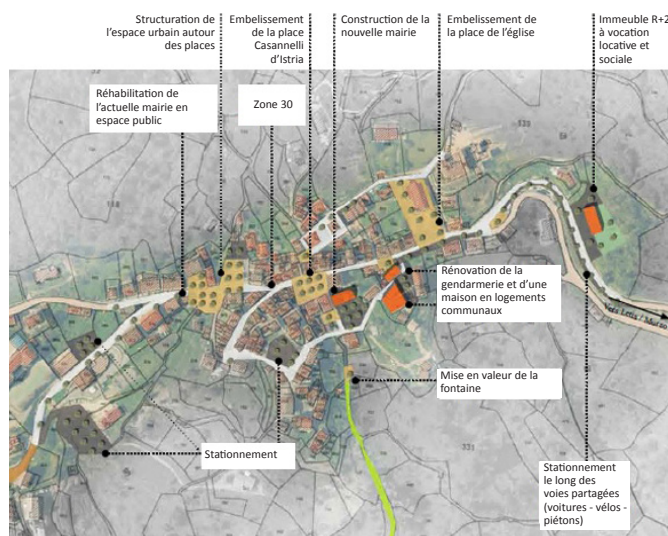 Structuration de
l'espace urbain autour
des places
Embelissement
de la place
Casannelli
d'Istria
Construction de la
nouvelle mairie
Embelissement de
la place de l'église
Immeuble R+2
à vocation
locative et
sociale
Réhabilitation de
l'actuelle mairie en
espace public
Zone 30
Rénovation de la
gendarmerie et d'une
maison en logements
communaux
Mise en valeur de la
fontaine
Stationnement
Stationnement
le long des
voies partagées
(voitures - vélos -
piétons)